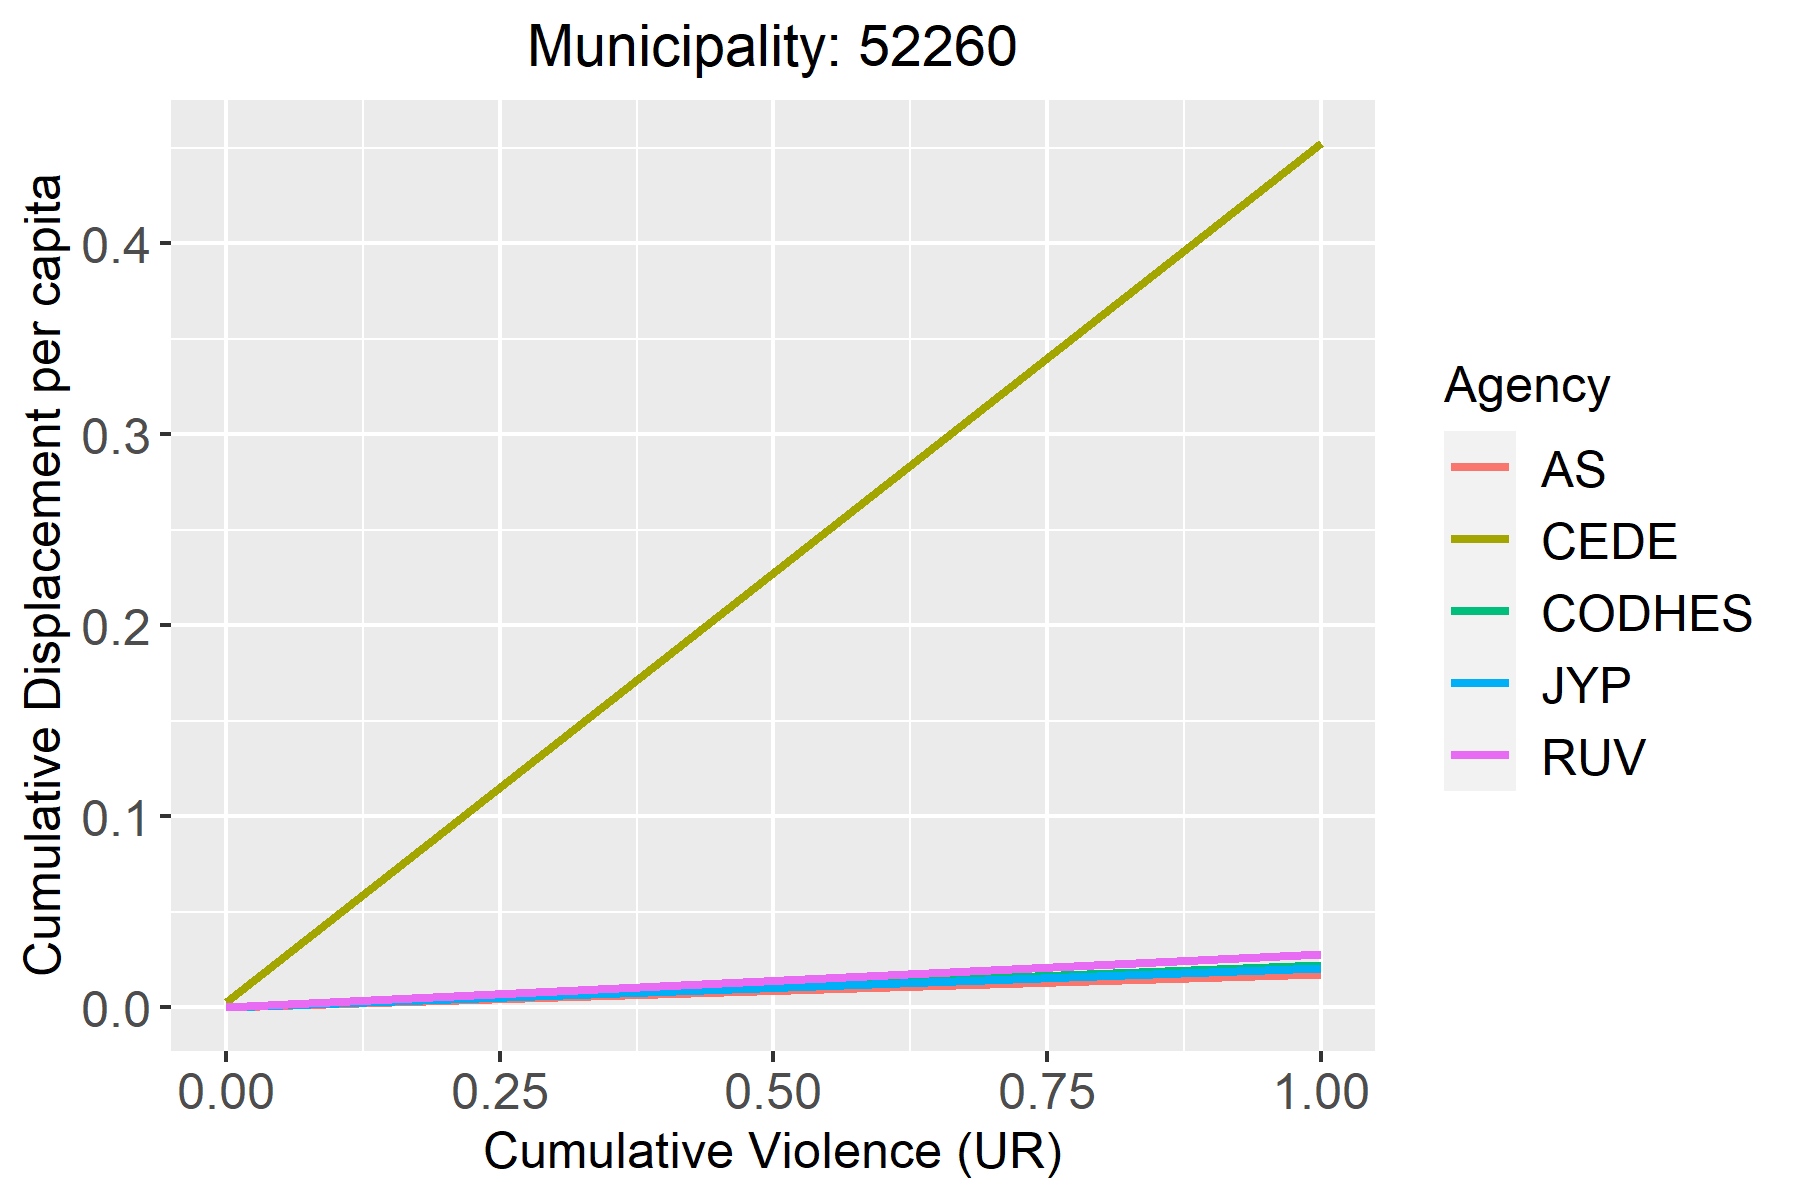 Municipality: 52260
Cumulative Displacement per capita
0.4
0.3
0.2
0.1
0.0
0.00 0.25 0.50 0.75 1.00
Cumulative Violence (UR)
Agency
AS
CEDE
CODHES
JYP
RUV